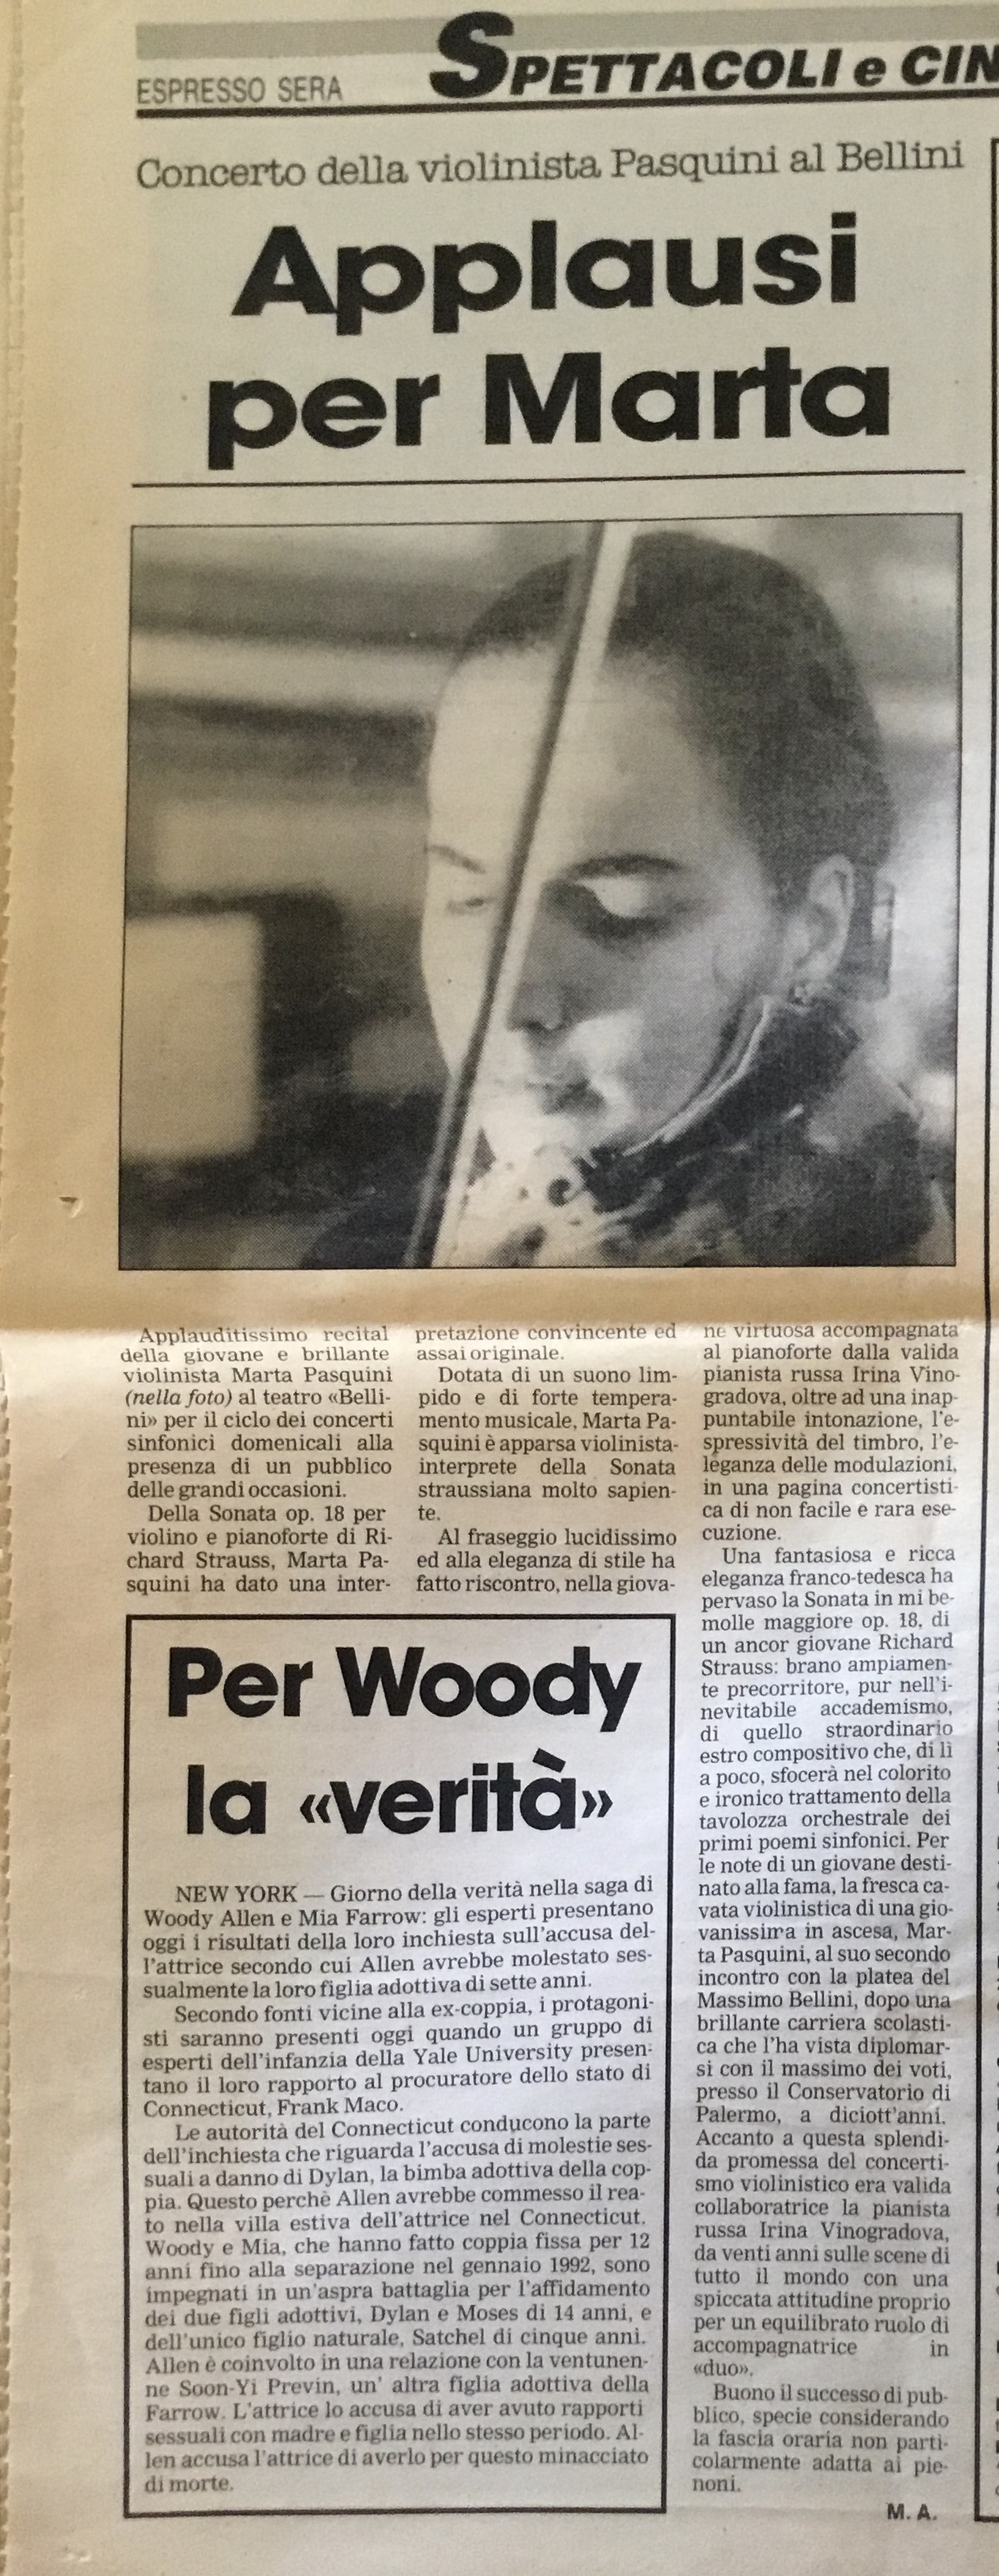 ESPRESSO SERA
SPETTACOLI e CIN
Concerto della violinista Pasquini al Bellini
Applausi
per Marta
Applauditissimo recital
della giovane e brillante
violinista Marta Pasquini
(nella foto) al teatro «Belli-
ni» per il ciclo dei concerti
sinfonici domenicali alla
presenza di un pubblico
delle grandi occasioni.
Della Sonata op. 18 per
violino e pianoforte di Ri-
chard Strauss, Marta Pa-
squini ha dato una inter-
pretazione convincente ed
assai originale.
Dotata di un suono lim-
pido e di forte tempera-
mento musicale, Marta Pa-
squini è apparsa violinista-
interprete della Sonata
straussiana molto sapien-
te.
Al fraseggio lucidissimo
ed alla eleganza di stile ha
fatto riscontro, nella giova-
ne virtuosa accompagnata
al pianoforte dalla valida
pianista russa Irina Vino-
gradova, oltre ad una inap-
puntabile intonazione, l'e-
spressività del timbro, l'e-
leganza delle modulazioni,
in una pagina concertisti-
ca di non facile e rara ese-
cuzione.
Una fantasiosa e ricca
eleganza franco-tedesca ha
pervaso la Sonata in mi be-
molle maggiore op. 18, di
un ancor giovane Richard
Strauss: brano ampiamen-
te precorritore, pur nell'i-
nevitabile accademismo,
di quello straordinario
estro compositivo che, di lì
a poco, sfocerà nel colorito
e ironico trattamento della
tavolozza orchestrale dei
primi poemi sinfonici. Per
le note di un giovane desti-
nato alla fama, la fresca ca-
vata violinistica di una gio-
vanissima in ascesa, Mar-
ta Pasquini, al suo secondo
incontro con la platea del
Massimo Bellini, dopo una
brillante carriera scolasti-
ca che l'ha vista diplomar-
si con il massimo dei voti,
presso il Conservatorio di
Palermo, a diciott'anni.
Accanto a questa splendi-
da promessa del concerti-
smo violinistico era valida
collaboratrice la pianista
russa Irina Vinogradova,
da venti anni sulle scene di
tutto il mondo con una
spiccata attitudine proprio
per un equilibrato ruolo di
accompagnatrice in
«duo».
Buono il successo di pub-
blico, specie considerando
la fascia oraria non parti-
colarmente adatta ai pie-
noni.
M. A.
Per Woody
la «verità»
NEW YORK — Giorno della verità nella saga di
Woody Allen e Mia Farrow: gli esperti presentano
oggi i risultati della loro inchiesta sull'accusa del-
l'attrice secondo cui Allen avrebbe molestato ses-
sualmente la loro figlia adottiva di sette anni.
Secondo fonti vicine alla ex-coppia, i protagoni-
sti saranno presenti oggi quando un gruppo di
esperti dell'infanzia della Yale University presen-
tano il loro rapporto al procuratore dello stato di
Connecticut, Frank Maco.
Le autorità del Connecticut conducono la parte
dell'inchiesta che riguarda l'accusa di molestie ses-
suali a danno di Dylan, la bimba adottiva della cop-
pia. Questo perchè Allen avrebbe commesso il rea-
to nella villa estiva dell'attrice nel Connecticut.
Woody e Mia, che hanno fatto coppia fissa per 12
anni fino alla separazione nel gennaio 1992, sono
impegnati in un'aspra battaglia per l'affidamento
dei due figli adottivi, Dylan e Moses di 14 anni, e
dell'unico figlio naturale, Satchel di cinque anni.
Allen è coinvolto in una relazione con la ventunen-
ne Soon-Yi Previn, un' altra figlia adottiva della
Farrow. L'attrice lo accusa di aver avuto rapporti
sessuali con madre e figlia nello stesso periodo. Al-
len accusa l'attrice di averlo per questo minacciato
di morte.